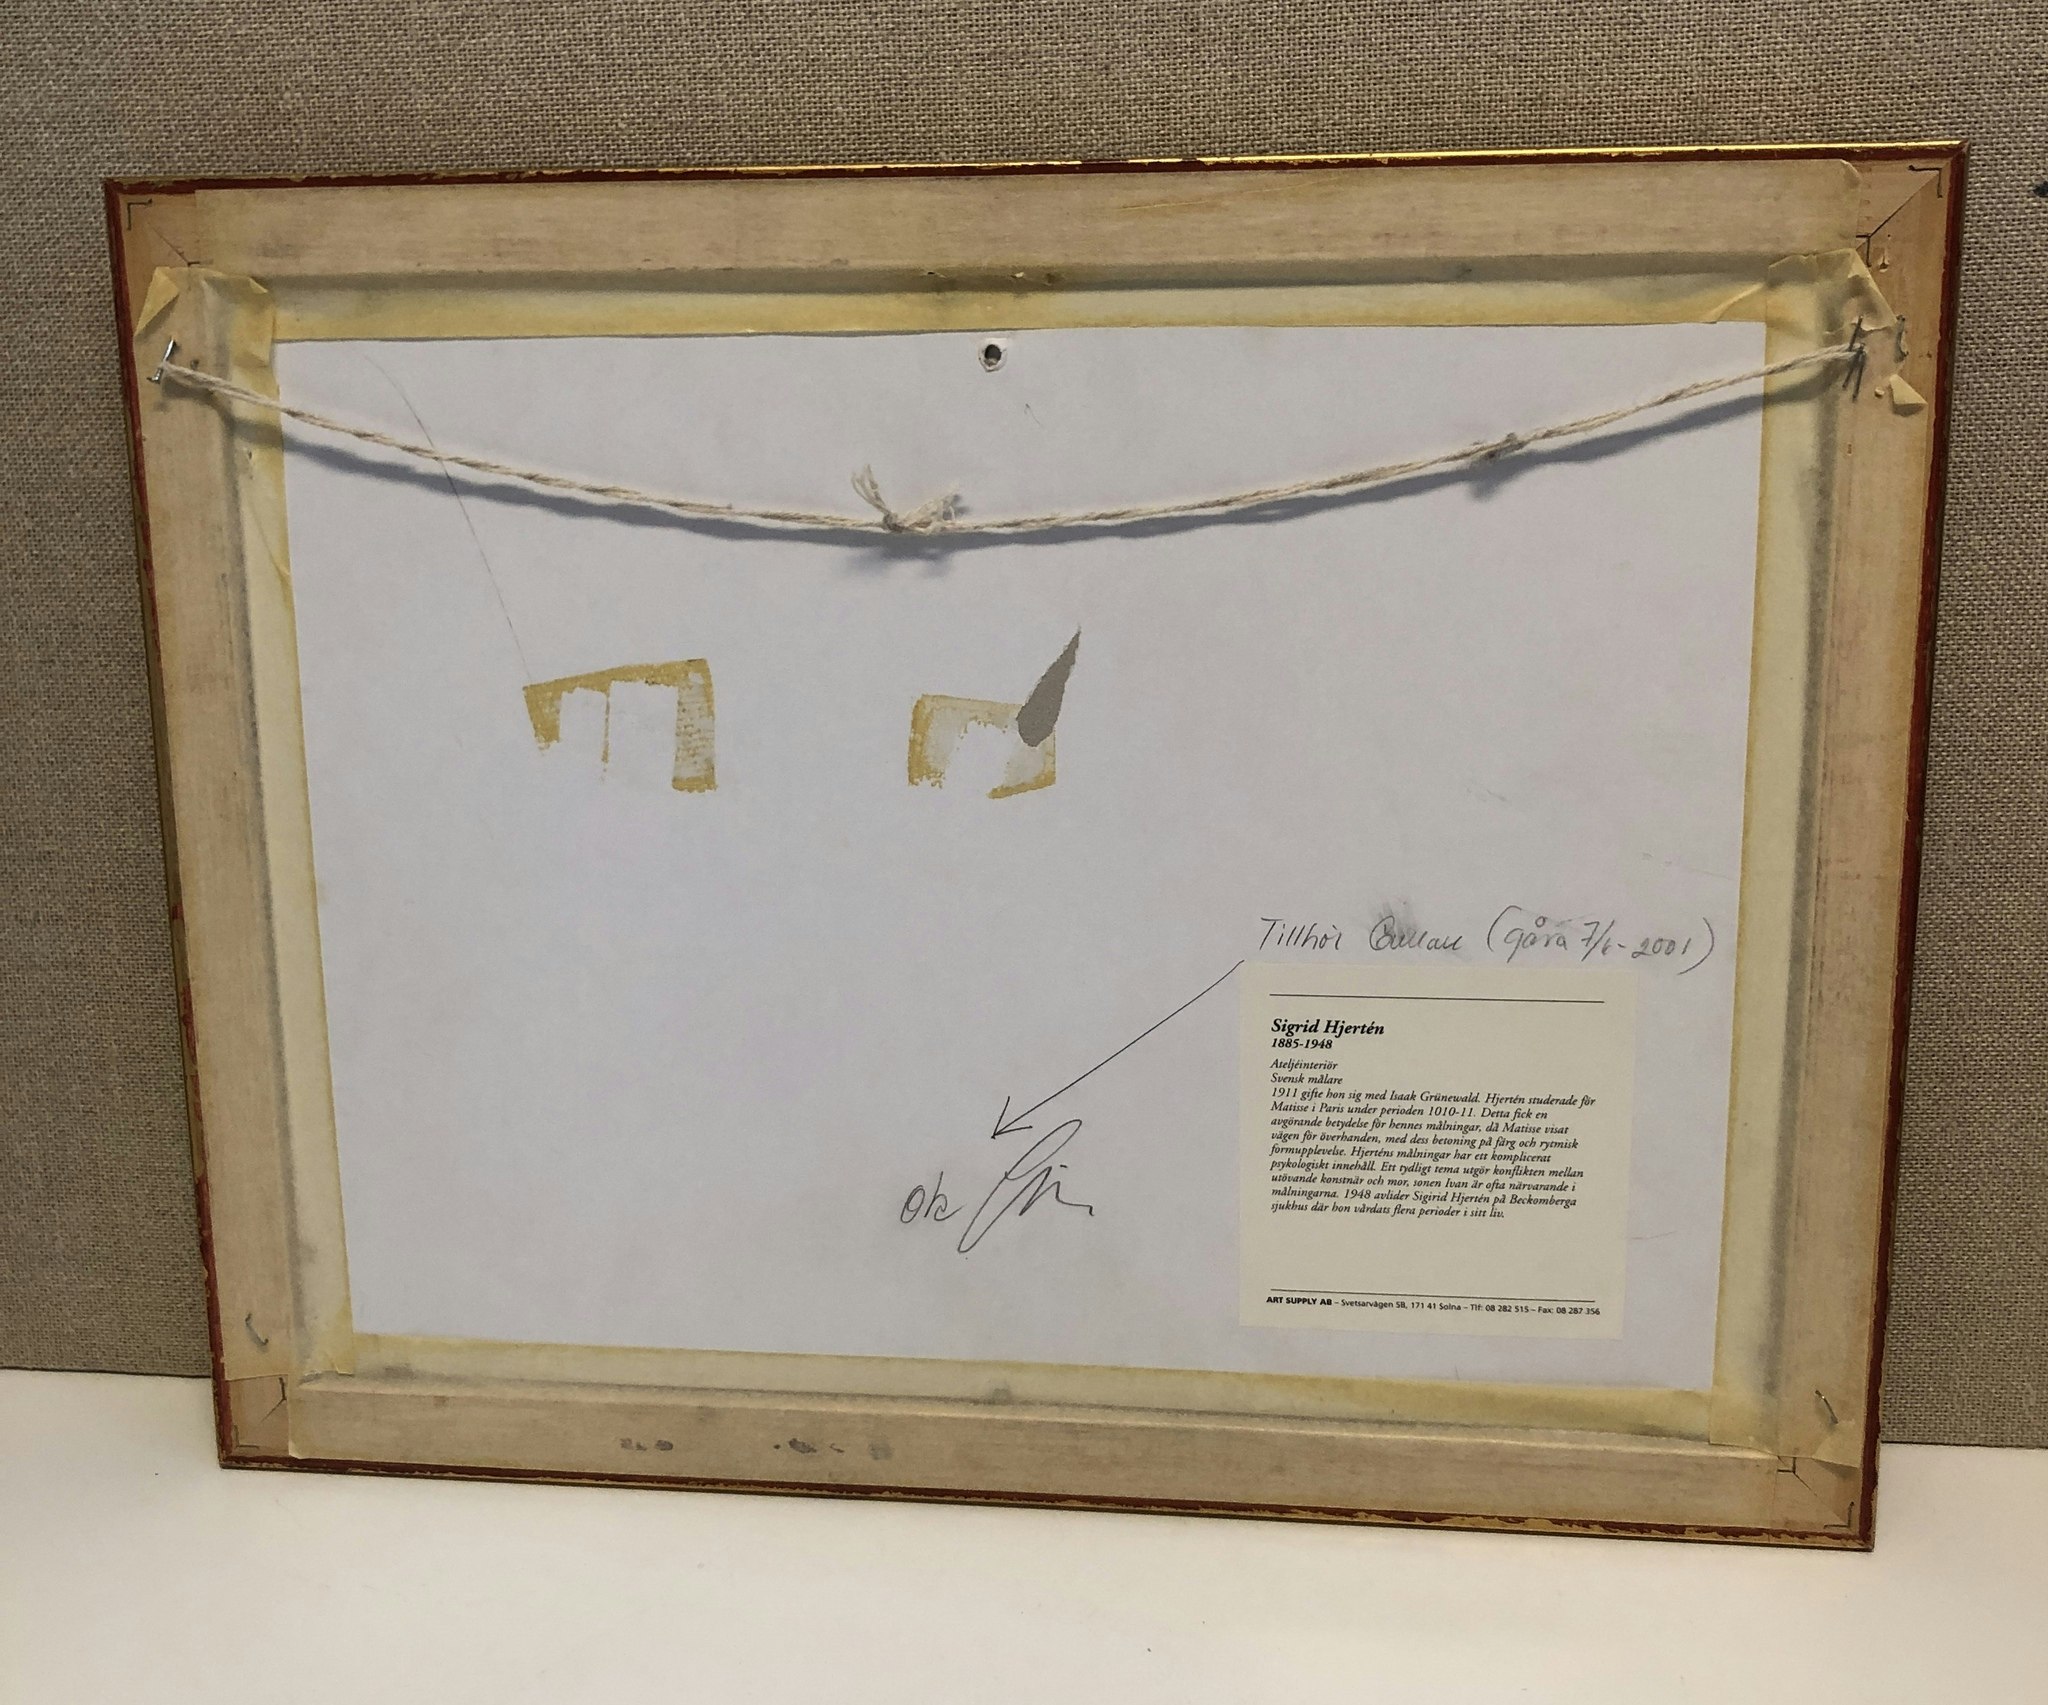 Tillhör (gåva 7/6-2001)
Sigrid Hjertén
1885-1948
Ateljéinteriör
Svensk målare
1911 gifte hon sig med Isaak Grünewald. Hjertén studerade för
Matisse i Paris under perioden 1010-11. Detta fick en
avgörande betydelse för hennes målningar, då Matisse visat
vägen för överhanden, med dess betoning på färg och rytmisk
formupplevelse. Hjerténs målningar har ett komplicerat
psykologiskt innehåll. Ett tydligt tema utgör konflikten mellan
utövande konstnär och mor, sonen Ivan är ofta närvarande i
målningarna. 1948 avlider Sigirid Hjertén på Beckomberga
sjukhus där hon vårdats flera perioder i sitt liv.
ok
ART SUPPLY AB – Svetsarvägen 5B, 171 41 Solna – Tlf: 08 282 515 – Fax: 08 287 356